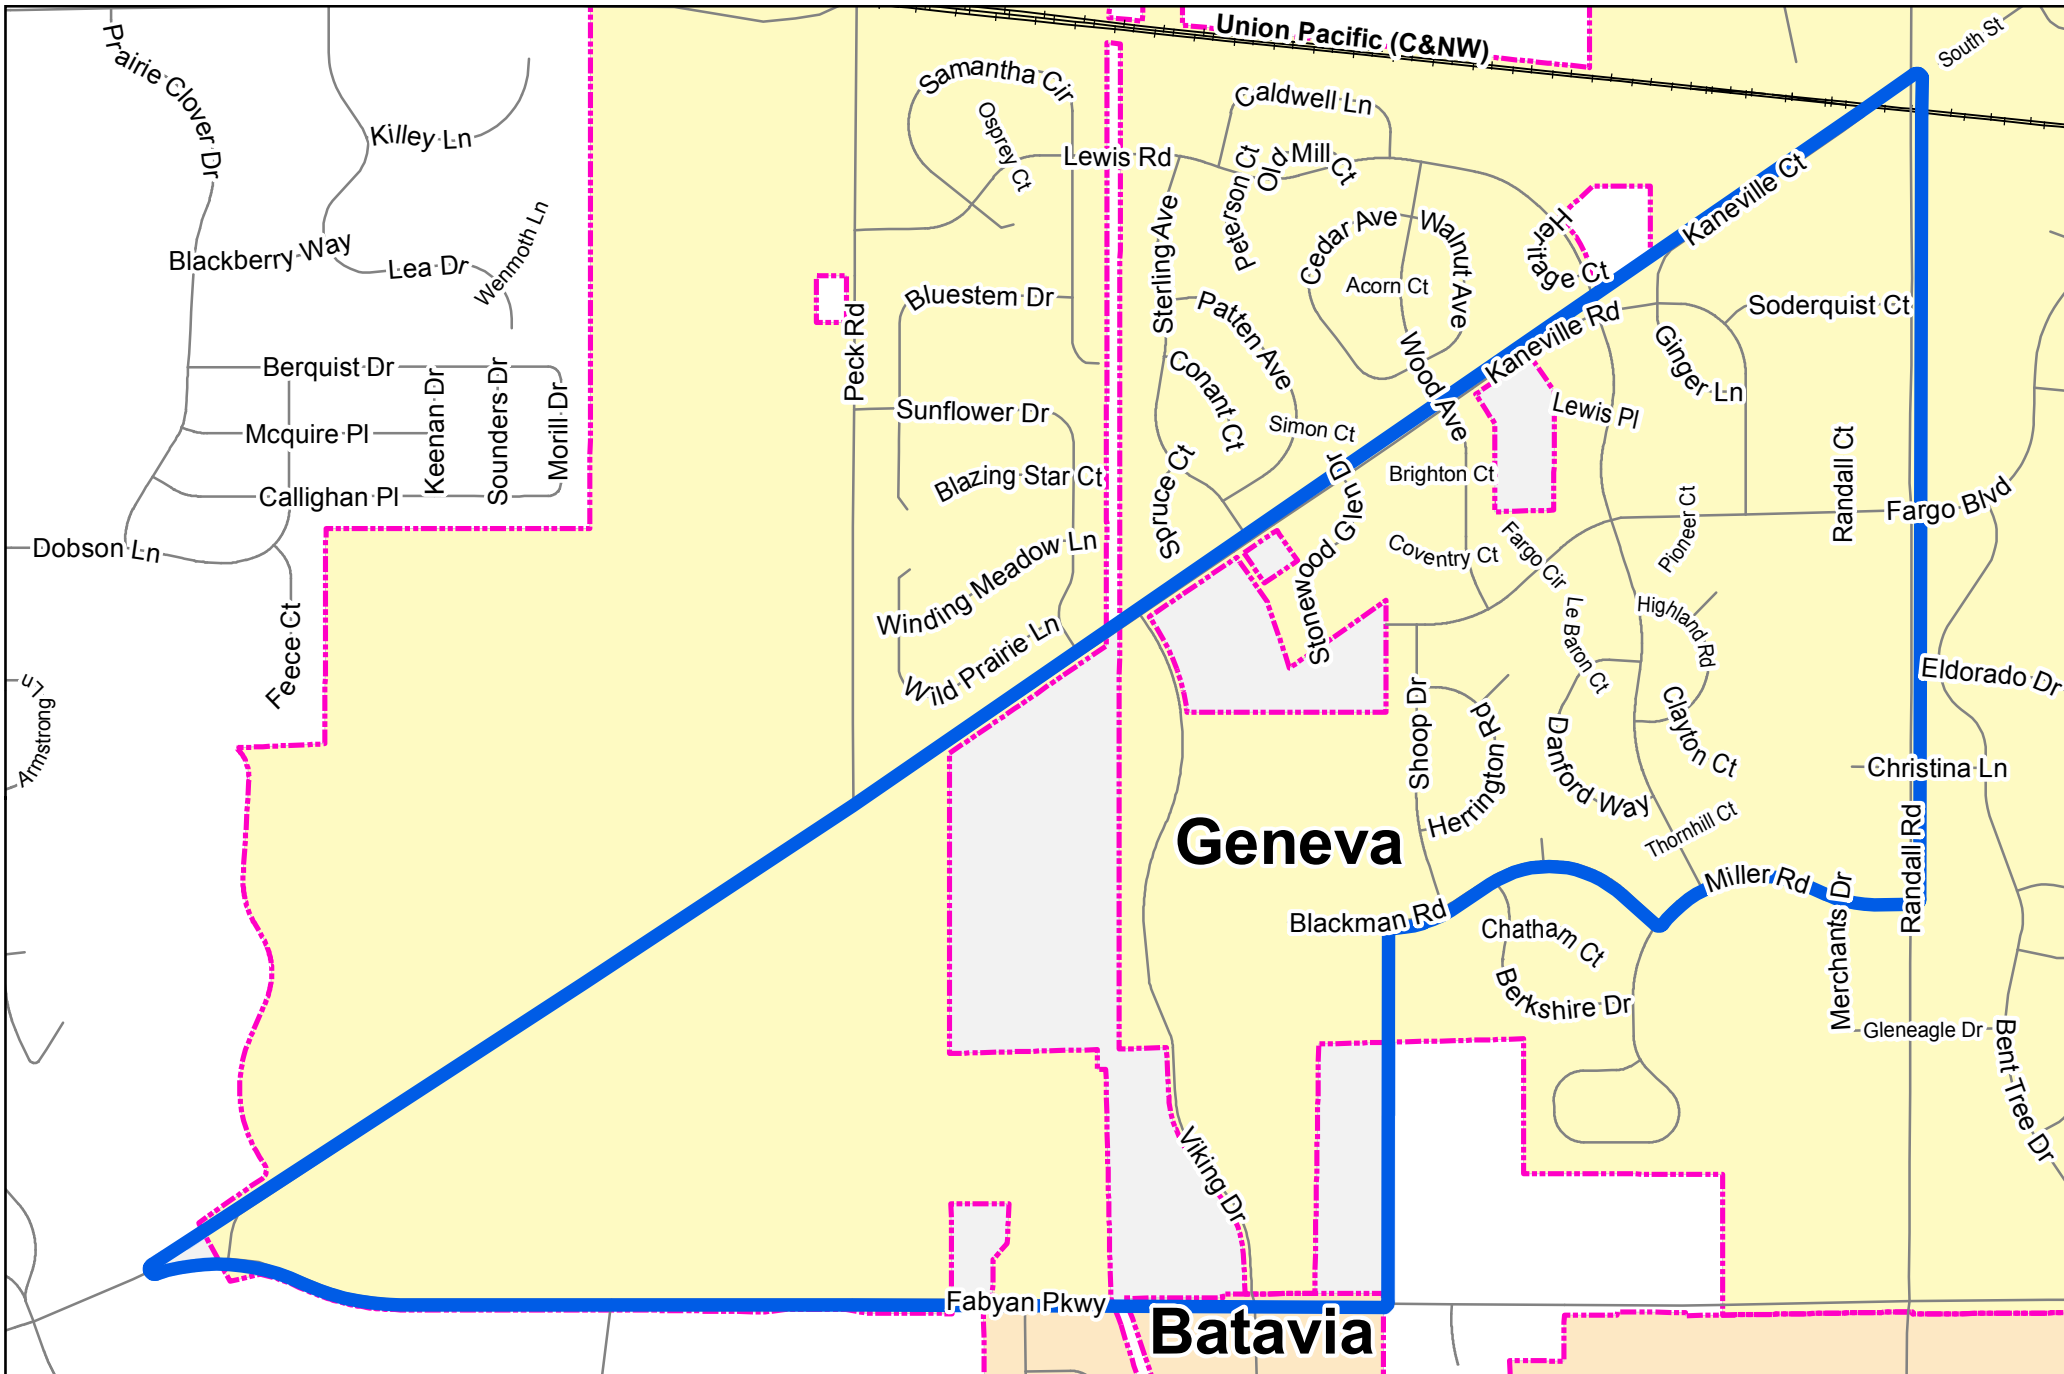 Union Pacific (C&NW)
South St
Prairie Clover Dr
Killey Ln
Samantha Cir
Osprey Ct
Caldwell Ln
Lewis Rd
Old Mill Ct
Peterson Ct
Kaneville Ct
Blackberry Way
Lea Dr
Wenmoth Ln
Sterling Ave
Cedar Ave
Walnut Ave
Acorn Ct
Heritage Ct
Peck Rd
Bluestem Dr
Patten Ave
Soderquist Ct
Kaneville Rd
Ginger Ln
Berquist Dr
Keenan Dr
Sounders Dr
Morill Dr
Mcquire Pl
Callighan Pl
Sunflower Dr
Conant Ct
Wood Ave
Simon Ct
Lewis Pl
Blazing Star Ct
Spruce Ct
Brighton Ct
Randall Ct
Fargo Blvd
Pioneer Ct
Dobson Ln
Winding Meadow Ln
Stonewood Glen Dr
Coventry Ct
Fargo Cir
Feece Ct
Wild Prairie Ln
Le Baron Ct
Highland Rd
Eldorado Dr
Armstrong Ln
Shoop Dr
Herrington Rd
Danford Way
Clayton Ct
Christina Ln
Geneva
Thornhill Ct
Randall Rd
Miller Rd
Merchants Dr
Blackman Rd
Chatham Ct
Berkshire Dr
Gleneagle Dr
Bent Tree Dr
Viking Dr
Fabyan Pkwy
Batavia